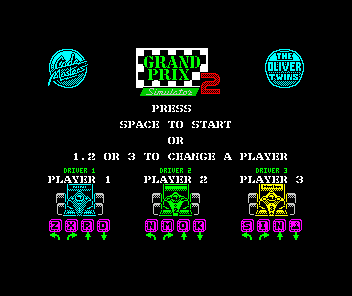 Code Masters
GRAND PRIX
Simulator 2
THE OLIVER TWINS
PRESS
SPACE TO START
OR
1.2 OR 3 TO CHANGE A PLAYER
DRIVER 1 DRIVER 2 DRIVER 3
PLAYER 1 PLAYER 2 PLAYER 3